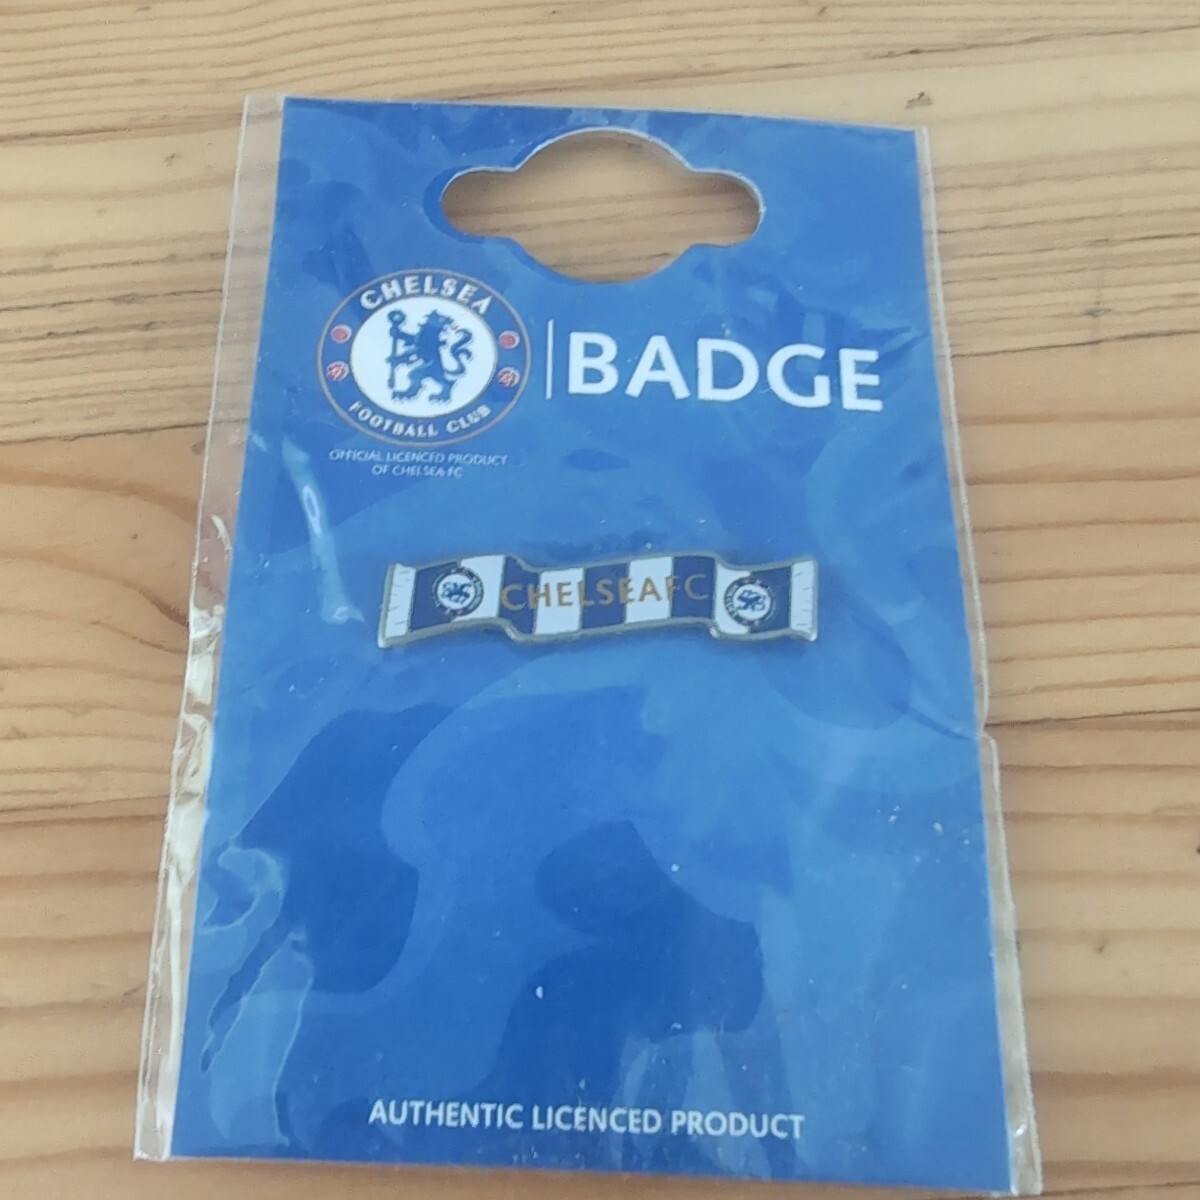 CHELSEA
FOOTBALL CLUB
BADGE
OFFICIAL LICENCED PRODUCT
OF CHELSEA FC
CHELSEA FC
AUTHENTIC LICENCED PRODUCT